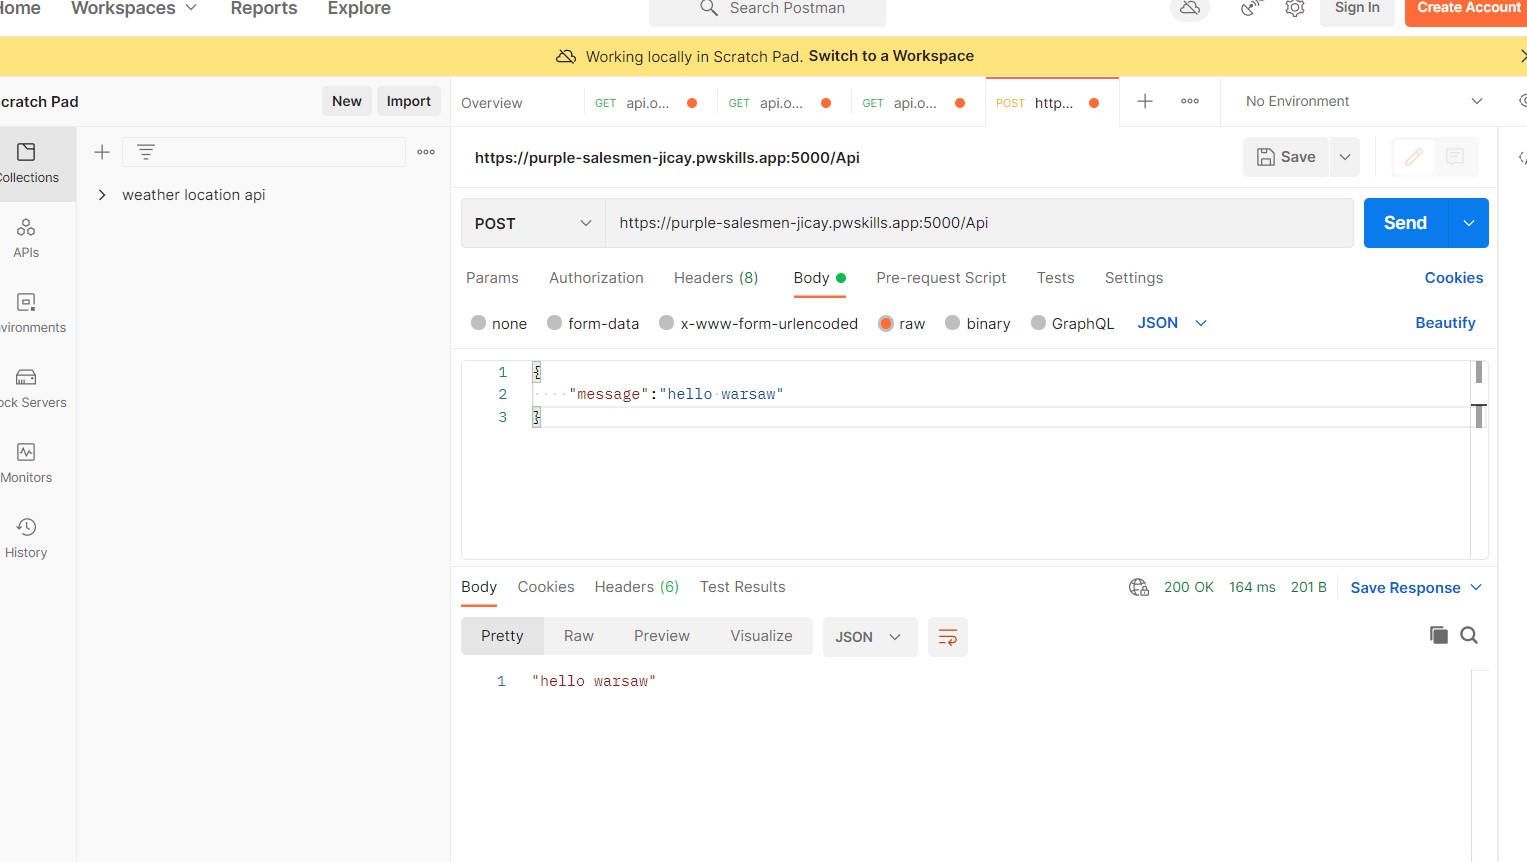 Home Workspaces Reports Explore Search Postman Sign In Create Account
Working locally in Scratch Pad. Switch to a Workspace
cratch Pad New Import Overview GET api.o... GET api.o... GET api.o... POST http... No Environment
https://purple-salesmen-jicay.pwskills.app:5000/Api Save
Collections
weather location api
POST https://purple-salesmen-jicay.pwskills.app:5000/Api Send
APIs
Params Authorization Headers (8) Body Pre-request Script Tests Settings Cookies
vironments
none form-data x-www-form-urlencoded raw binary GraphQL JSON Beautify
1 {
2 "message":"hello warsaw"
3 }
ock Servers
Monitors
History
Body Cookies Headers (6) Test Results 200 OK 164 ms 201 B Save Response
Pretty Raw Preview Visualize JSON
1 "hello warsaw"